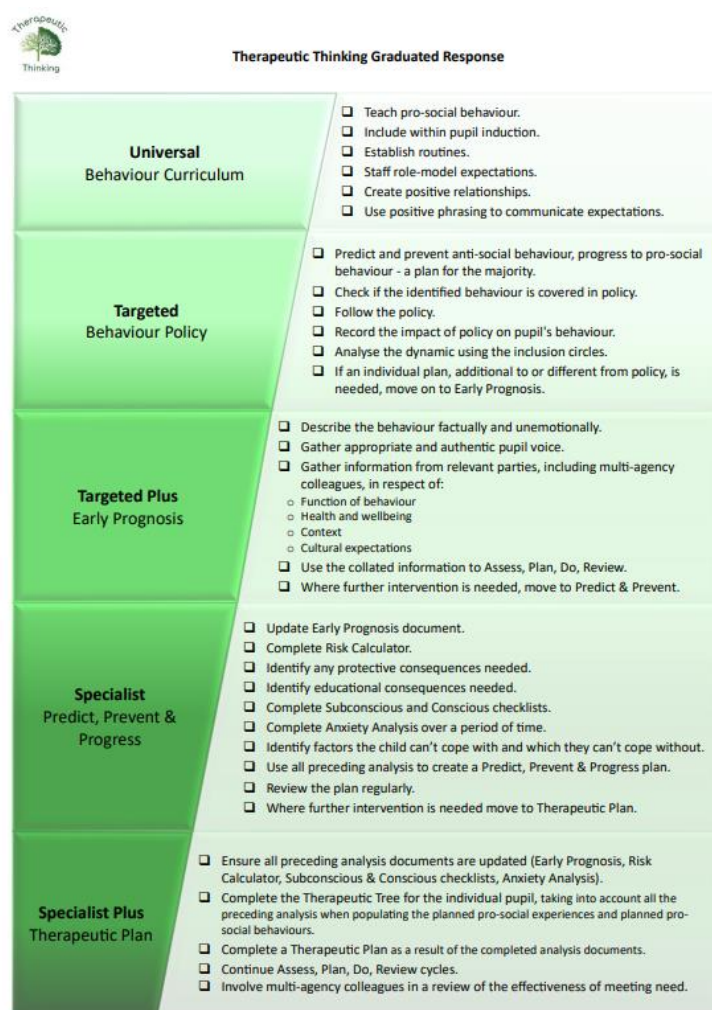 Therapeutic
Thinking
Therapeutic Thinking Graduated Response
Universal
Behaviour Curriculum
❑ Teach pro-social behaviour.
❑ Include within pupil induction.
❑ Establish routines.
❑ Staff role-model expectations.
❑ Create positive relationships.
❑ Use positive phrasing to communicate expectations.
Targeted
Behaviour Policy
❑ Predict and prevent anti-social behaviour, progress to pro-social
behaviour - a plan for the majority.
❑ Check if the identified behaviour is covered in policy.
❑ Follow the policy.
❑ Record the impact of policy on pupil's behaviour.
❑ Analyse the dynamic using the inclusion circles.
❑ If an individual plan, additional to or different from policy, is
needed, move on to Early Prognosis.
Targeted Plus
Early Prognosis
❑ Describe the behaviour factually and unemotionally.
❑ Gather appropriate and authentic pupil voice.
❑ Gather information from relevant parties, including multi-agency
colleagues, in respect of:
o Function of behaviour
o Health and wellbeing
o Context
o Cultural expectations
❑ Use the collated information to Assess, Plan, Do, Review.
❑ Where further intervention is needed, move to Predict & Prevent.
Specialist
Predict, Prevent &
Progress
❑ Update Early Prognosis document.
❑ Complete Risk Calculator.
❑ Identify any protective consequences needed.
❑ Identify educational consequences needed.
❑ Complete Subconscious and Conscious checklists.
❑ Complete Anxiety Analysis over a period of time.
❑ Identify factors the child can't cope with and which they can't cope without.
❑ Use all preceding analysis to create a Predict, Prevent & Progress plan.
❑ Review the plan regularly.
❑ Where further intervention is needed move to Therapeutic Plan.
Specialist Plus
Therapeutic Plan
❑ Ensure all preceding analysis documents are updated (Early Prognosis, Risk
Calculator, Subconscious & Conscious checklists, Anxiety Analysis).
❑ Complete the Therapeutic Tree for the individual pupil, taking into account all the
preceding analysis when populating the planned pro-social experiences and planned pro-
social behaviours.
❑ Complete a Therapeutic Plan as a result of the completed analysis documents.
❑ Continue Assess, Plan, Do, Review cycles.
❑ Involve multi-agency colleagues in a review of the effectiveness of meeting need.